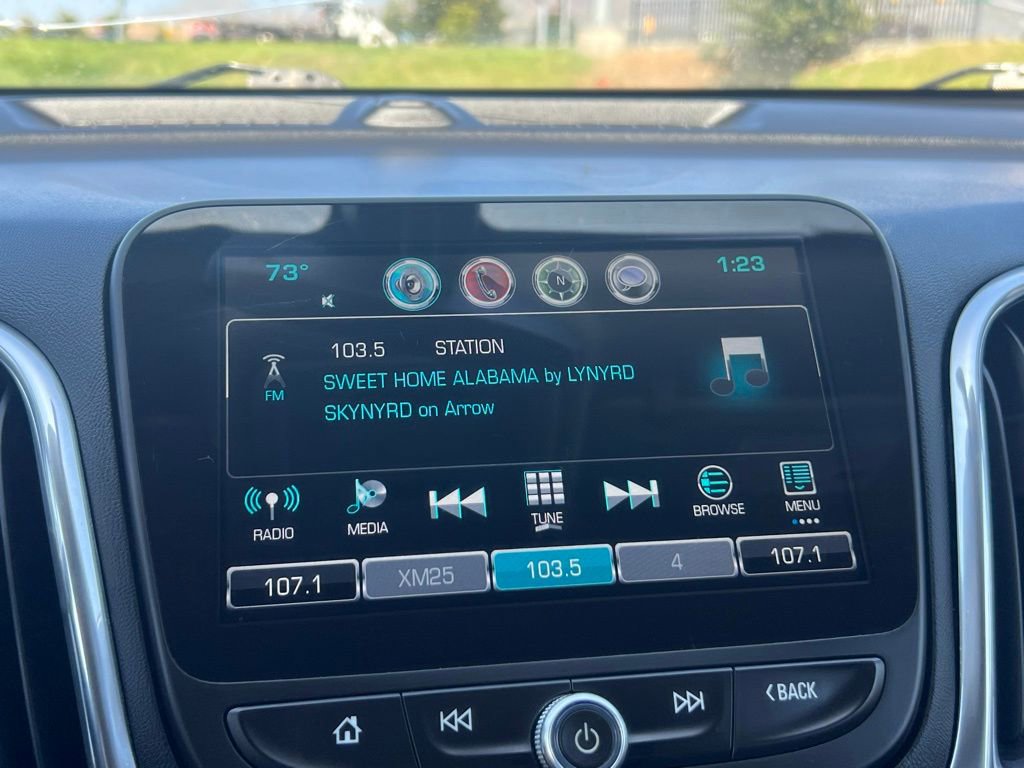 73°
N
1:23
103.5 STATION
FM
SWEET HOME ALABAMA by LYNYRD
SKYNYRD on Arrow
RADIO
MEDIA
TUNE
BROWSE
MENU
107.1
XM25
103.5
4
107.1
BACK